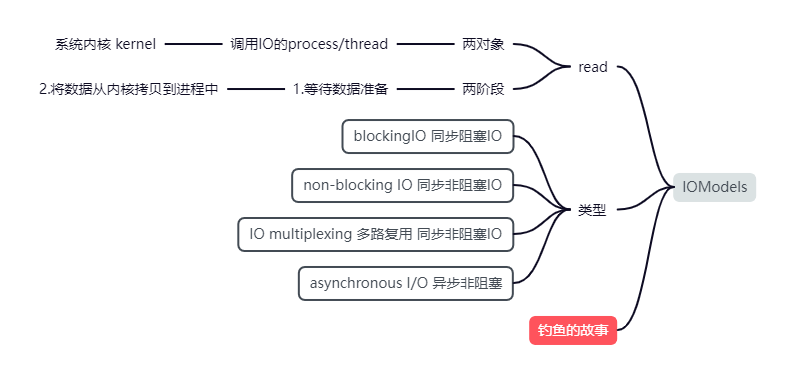 系统内核 kernel
调用IO的process/thread
两对象
2.将数据从内核拷贝到进程中
1.等待数据准备
两阶段
read
blockingIO 同步阻塞IO
non-blocking IO 同步非阻塞IO
IO multiplexing 多路复用 同步非阻塞IO
asynchronous I/O 异步非阻塞
类型
IOModels
钓鱼的故事